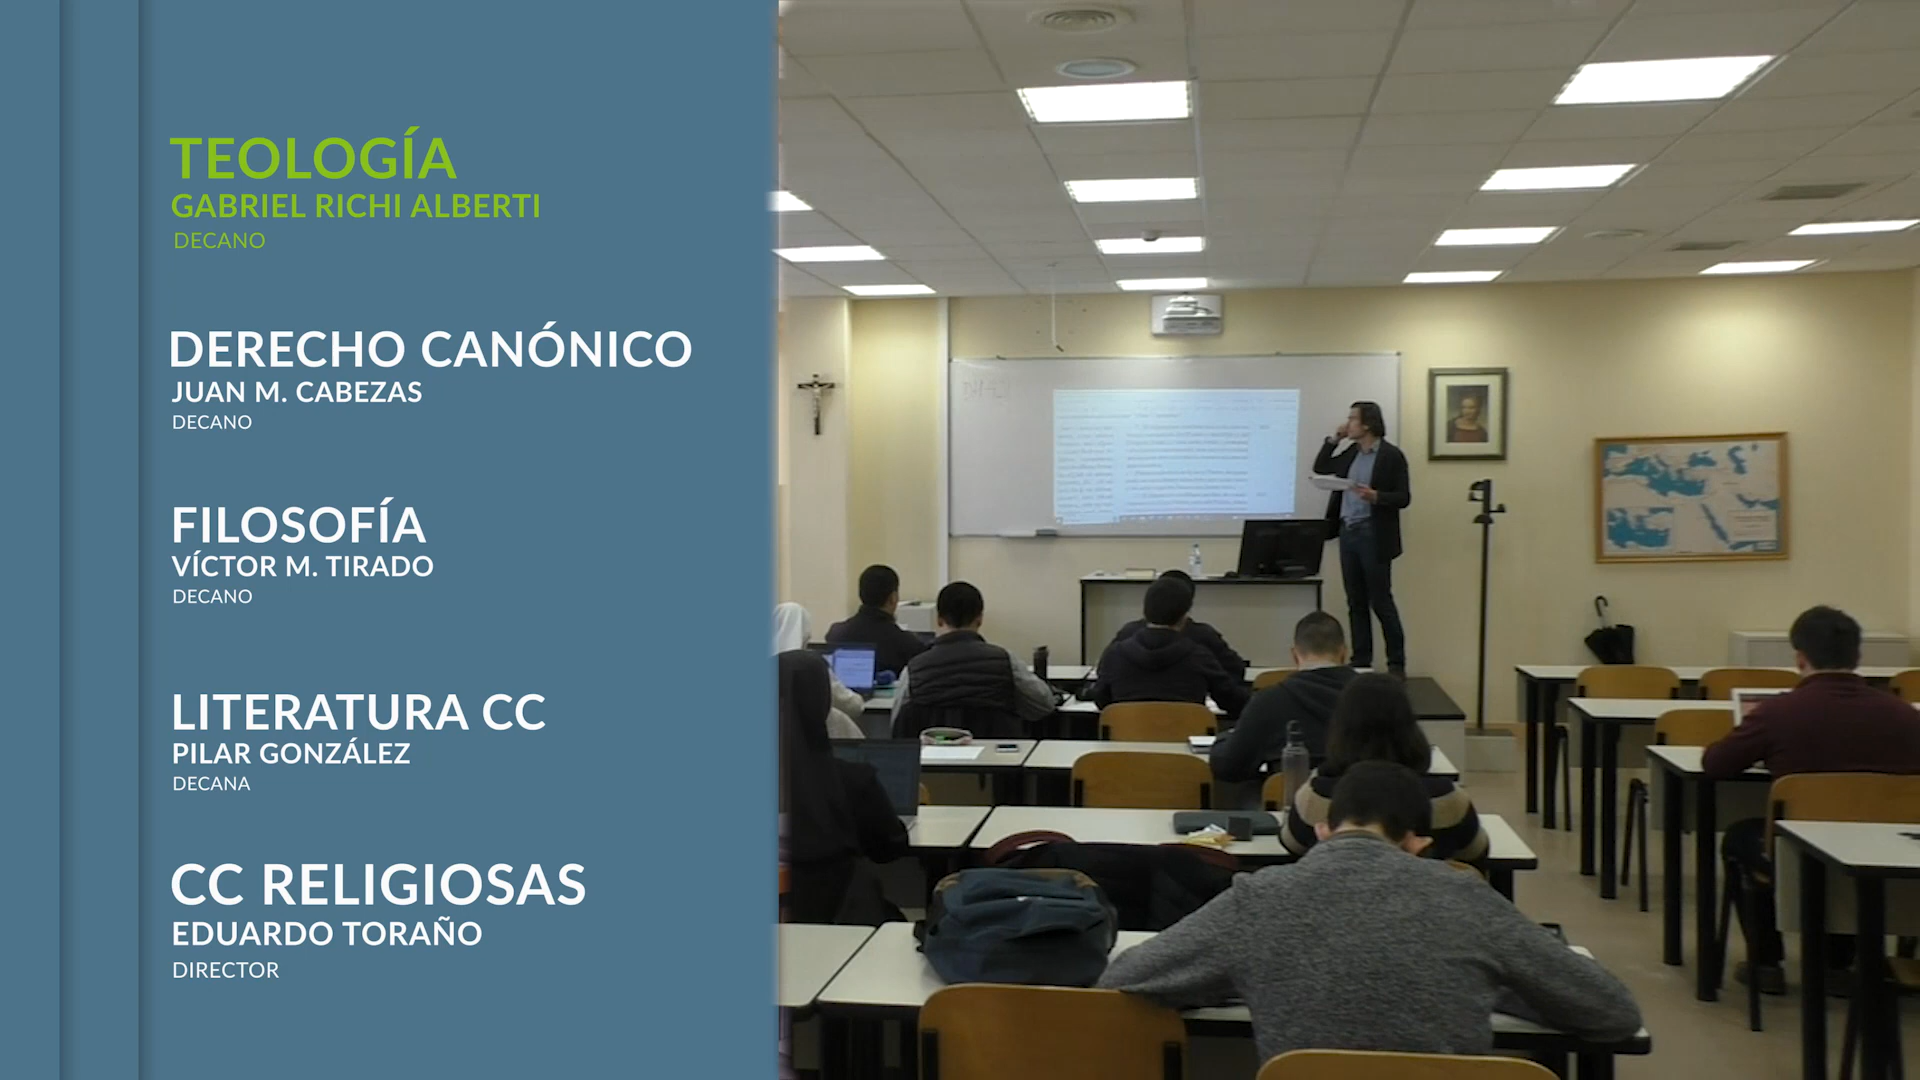 TEOLOGÍA
GABRIEL RICHI ALBERTI
DECANO
DERECHO CANÓNICO
JUAN M. CABEZAS
DECANO
FILOSOFÍA
VÍCTOR M. TIRADO
DECANO
LITERATURA CC
PILAR GONZÁLEZ
DECANA
CC RELIGIOSAS
EDUARDO TORAÑO
DIRECTOR